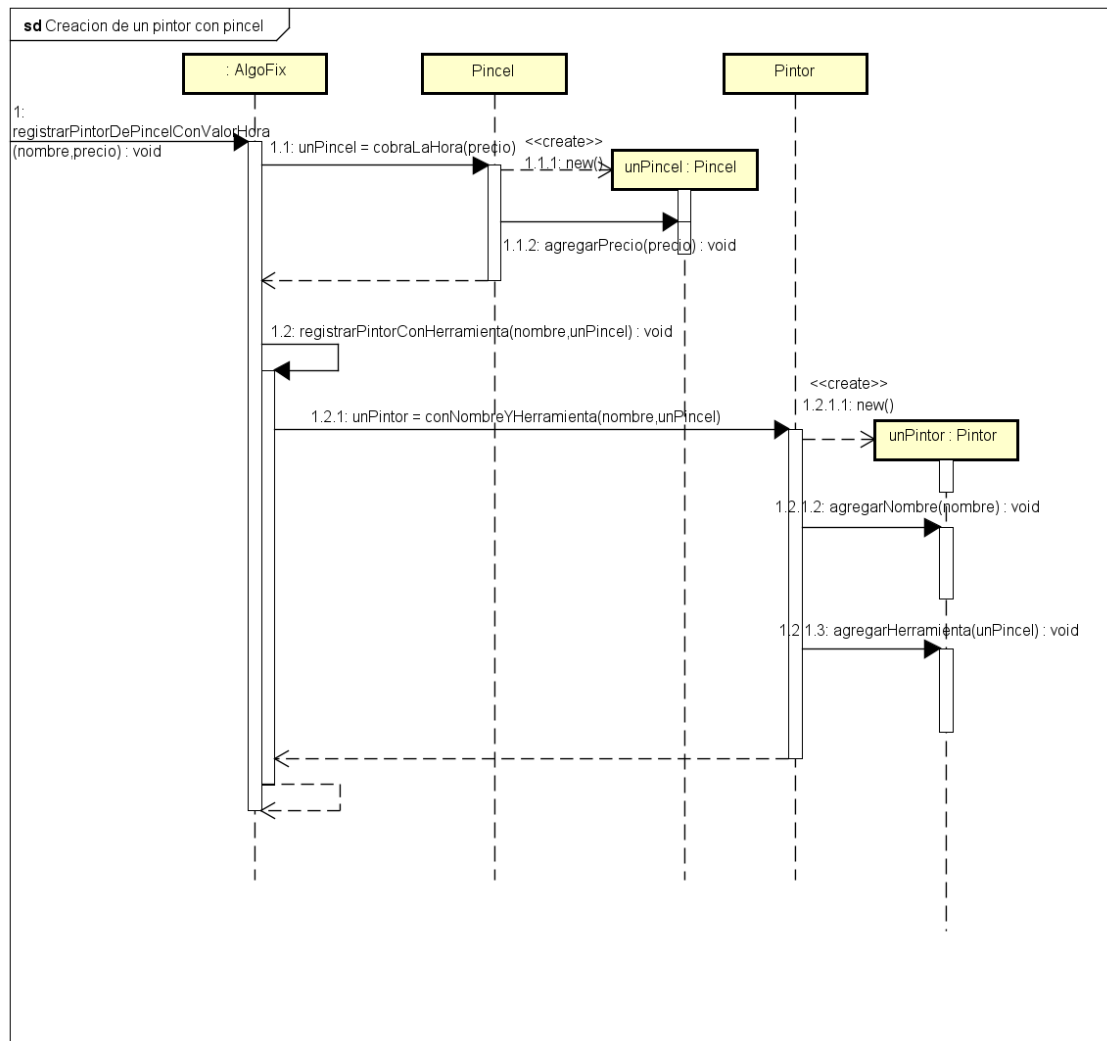 sd Creacion de un pintor con pincel
: AlgoFix
Pincel
Pintor
1:
registrarPintorDePincelConValorHora
(nombre,precio) : void
1.1: unPincel = cobraLaHora(precio)
<<create>>
1.1.1: new()
unPincel : Pincel
1.1.2: agregarPrecio(precio) : void
1.2: registrarPintorConHerramienta(nombre,unPincel) : void
<<create>>
1.2.1.1: new()
1.2.1: unPintor = conNombreYHerramienta(nombre,unPincel)
unPintor : Pintor
1.2.1.2: agregarNombre(nombre) : void
1.2.1.3: agregarHerramienta(unPincel) : void